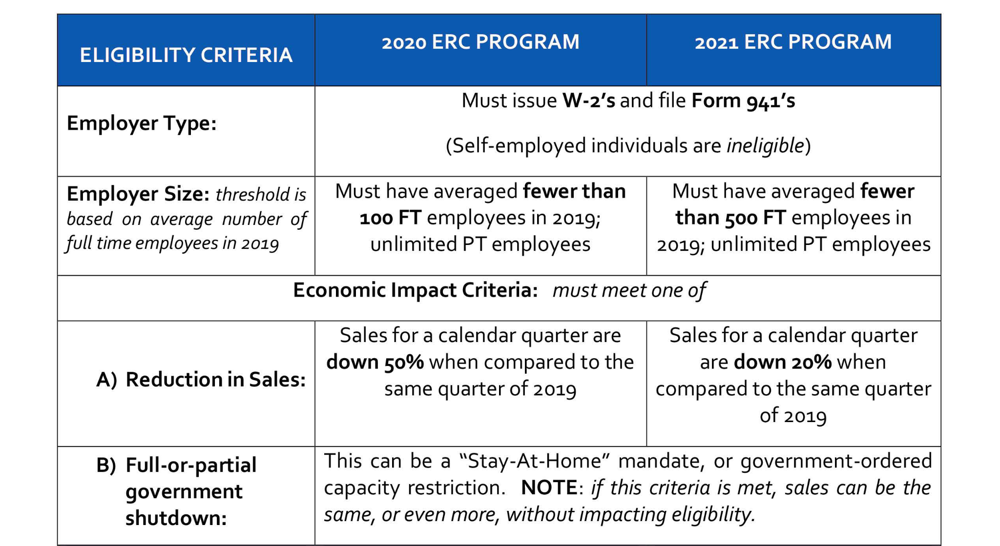 ELIGIBILITY CRITERIA
2020 ERC PROGRAM
2021 ERC PROGRAM
Employer Type:
Must issue W-2’s and file Form 941’s
(Self-employed individuals are ineligible)
Employer Size: threshold is
based on average number of
full time employees in 2019
Must have averaged fewer than
100 FT employees in 2019;
unlimited PT employees
Must have averaged fewer
than 500 FT employees in
2019; unlimited PT employees
Economic Impact Criteria: must meet one of
A) Reduction in Sales:
Sales for a calendar quarter are
down 50% when compared to the
same quarter of 2019
Sales for a calendar quarter
are down 20% when
compared to the same quarter
of 2019
B) Full-or-partial
government
shutdown:
This can be a “Stay-At-Home” mandate, or government-ordered
capacity restriction. NOTE: if this criteria is met, sales can be the
same, or even more, without impacting eligibility.